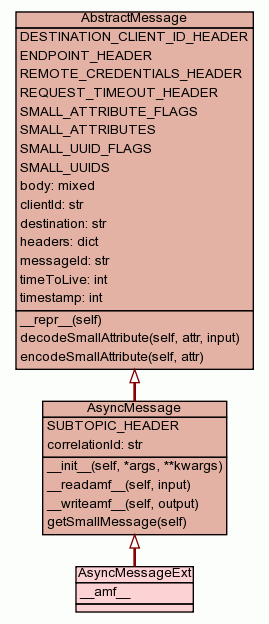 AbstractMessage
DESTINATION_CLIENT_ID_HEADER
ENDPOINT_HEADER
REMOTE_CREDENTIALS_HEADER
REQUEST_TIMEOUT_HEADER
SMALL_ATTRIBUTE_FLAGS
SMALL_ATTRIBUTES
SMALL_UUID_FLAGS
SMALL_UUIDS
body: mixed
clientId: str
destination: str
headers: dict
messageId: str
timeToLive: int
timestamp: int
__repr__(self)
decodeSmallAttribute(self, attr, input)
encodeSmallAttribute(self, attr)
AsyncMessage
SUBTOPIC_HEADER
correlationId: str
__init__(self, *args, **kwargs)
__readamf__(self, input)
__writeamf__(self, output)
getSmallMessage(self)
AsyncMessageExt
__amf__